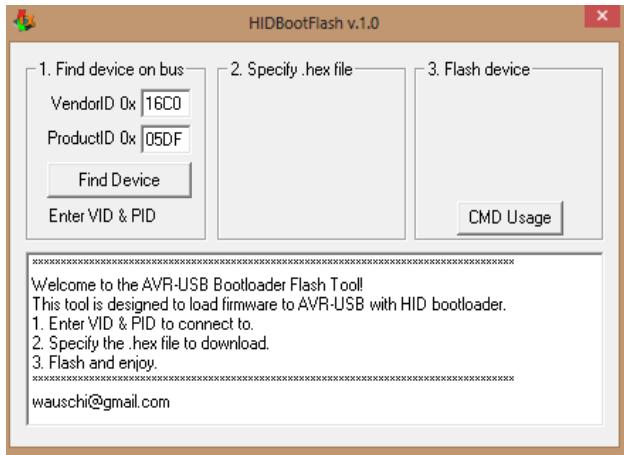 HIDBootFlash v.1.0
1. Find device on bus
VendorID 0x 16C0
ProductID 0x 05DF
Find Device
Enter VID & PID
2. Specify .hex file
3. Flash device
CMD Usage
××××××××××××××××××××××××××××××××××××××××××××××××××××××××××××××××××××××××××××××××
Welcome to the AVR-USB Bootloader Flash Tool!
This tool is designed to load firmware to AVR-USB with HID bootloader.
1. Enter VID & PID to connect to.
2. Specify the .hex file to download.
3. Flash and enjoy.
××××××××××××××××××××××××××××××××××××××××××××××××××××××××××××××××××××××××××××××××
wauschi@gmail.com